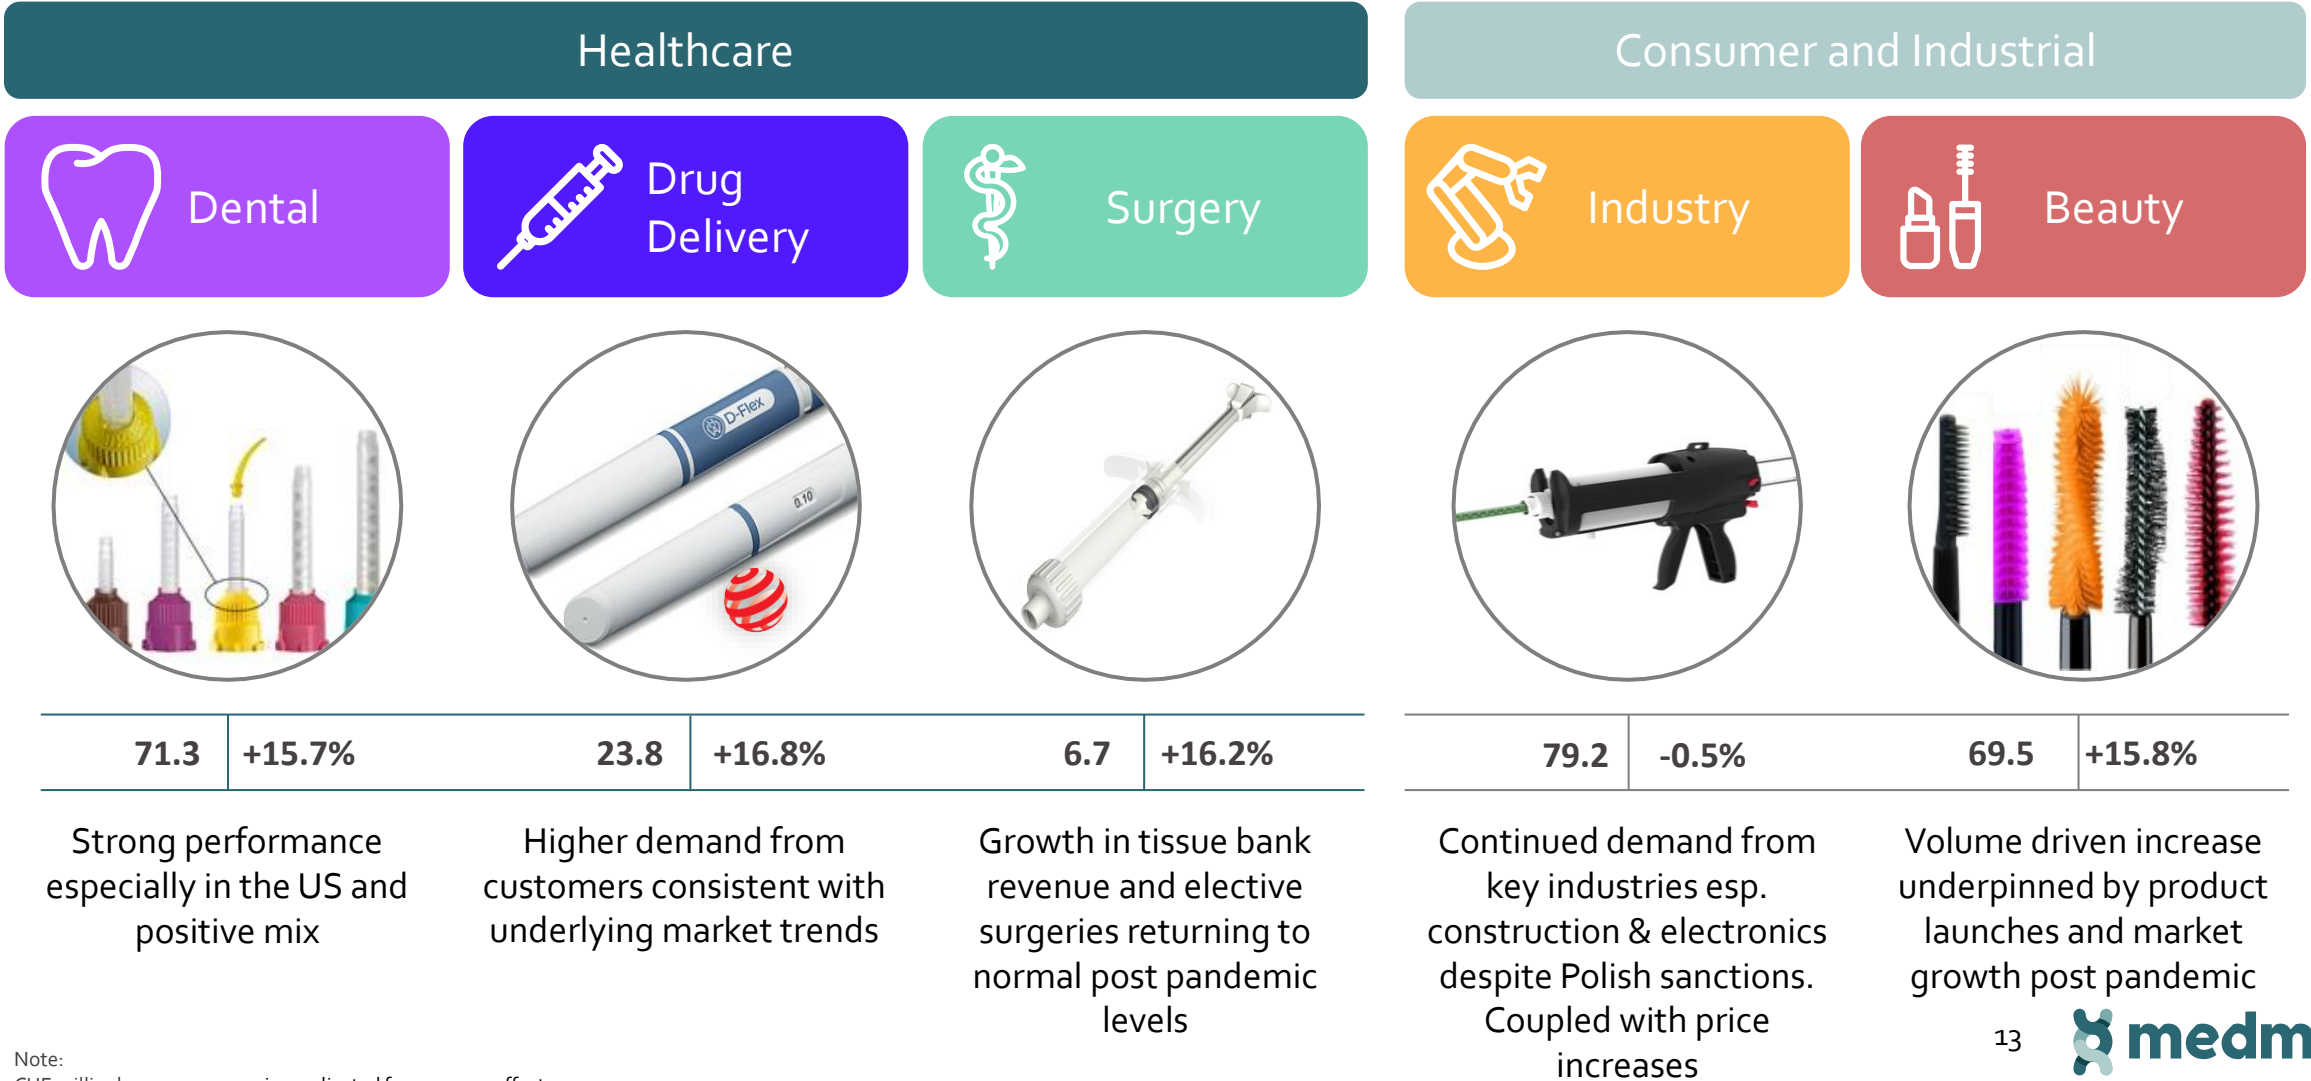 Healthcare
Consumer and Industrial
Dental
Drug
Delivery
Surgery
Industry
Beauty
D-Flex
0.10
71.3 +15.7%
23.8 +16.8%
6.7 +16.2%
79.2 -0.5%
69.5 +15.8%
Strong performance
especially in the US and
positive mix
Higher demand from
customers consistent with
underlying market trends
Growth in tissue bank
revenue and elective
surgeries returning to
normal post pandemic
levels
Continued demand from
key industries esp.
construction & electronics
despite Polish sanctions.
Coupled with price
increases
Volume driven increase
underpinned by product
launches and market
growth post pandemic
Note:
13
medm